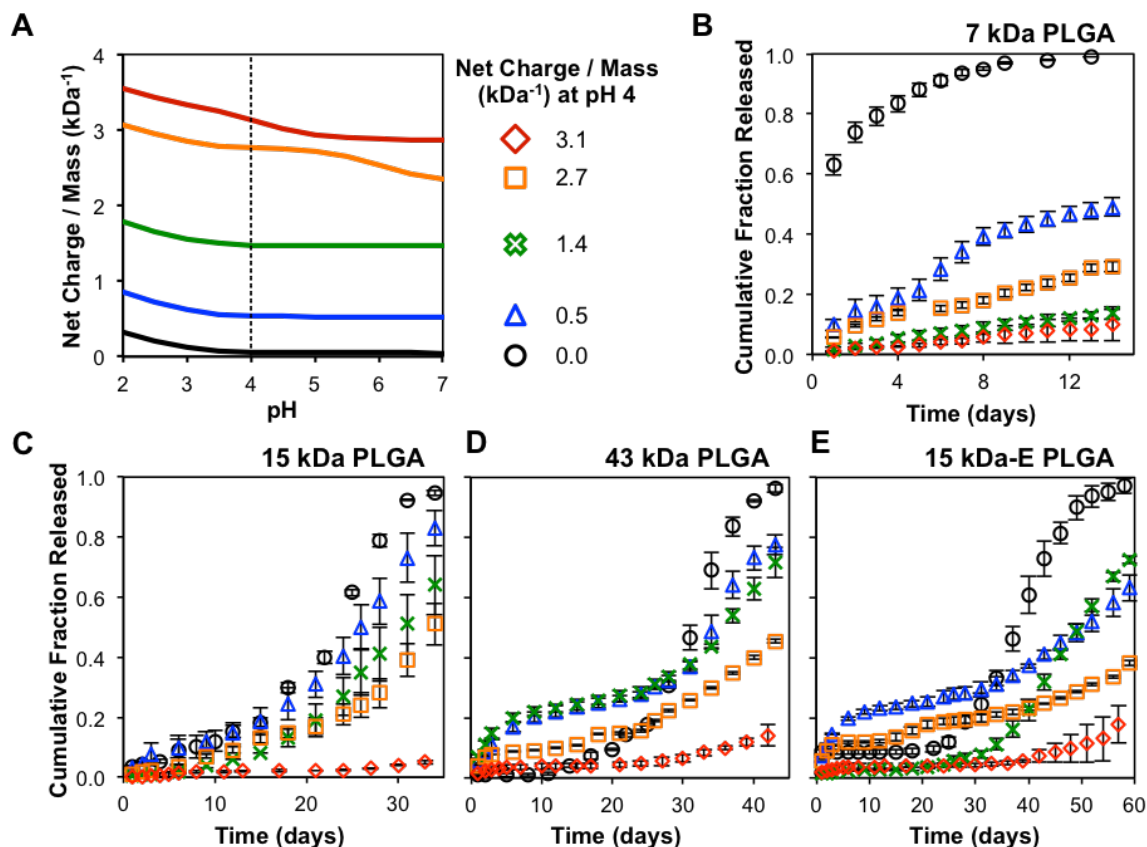 A
Net Charge / Mass (kDa-1)
4
3
2
1
0
2 3 4 5 6 7
pH
Net Charge / Mass
(kDa-1) at pH 4
3.1
2.7
1.4
0.5
0.0
B
7 kDa PLGA
Cumulative Fraction Released
1.0
0.8
0.6
0.4
0.2
0.0
0 4 8 12
Time (days)
C
15 kDa PLGA
Cumulative Fraction Released
1.0
0.8
0.6
0.4
0.2
0.0
0 10 20 30
Time (days)
D
43 kDa PLGA
0 10 20 30 40
Time (days)
E
15 kDa-E PLGA
0 10 20 30 40 50 60
Time (days)